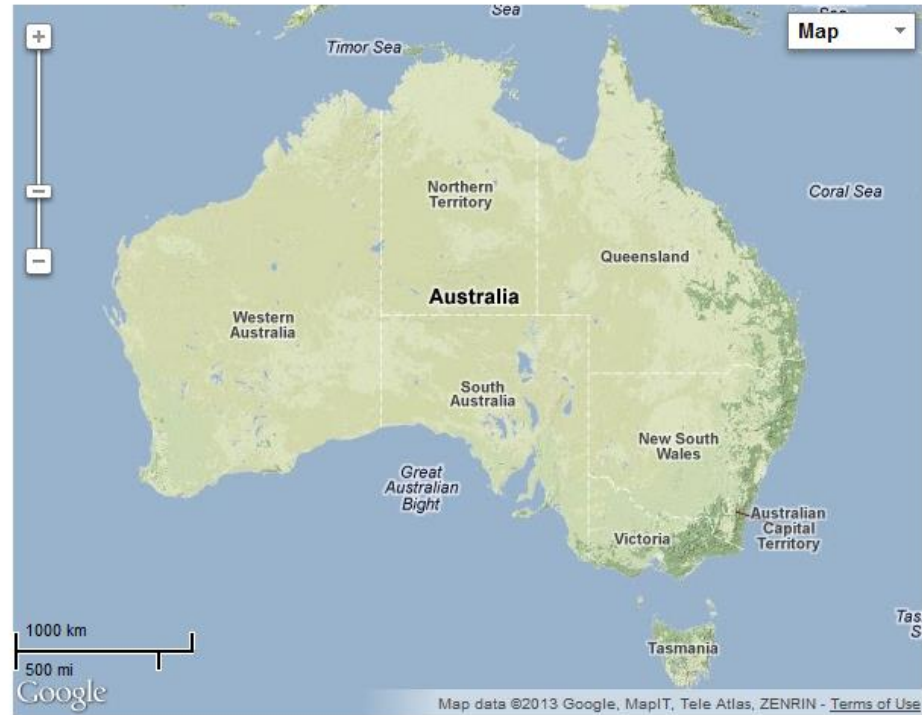 Sea
Timor Sea
Map
Coral Sea
Northern
Territory
Queensland
Australia
Western
Australia
South
Australia
New South
Wales
Great
Australian
Bight
Australian
Capital
Territory
Victoria
Tasmania
1000 km
500 mi
Google
Map data ©2013 Google, MapIT, Tele Atlas, ZENRIN - Terms of Use